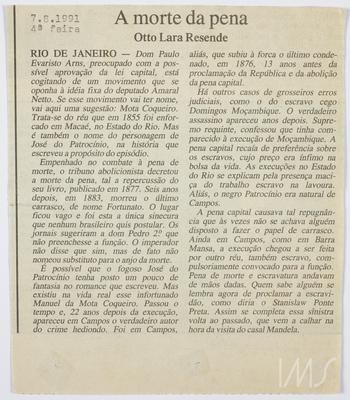 7.8.1991
4ª feira
A morte da pena
Otto Lara Resende
RIO DE JANEIRO — Dom Paulo
Evaristo Arns, preocupado com a pos-
sível aprovação da lei capital, está
cogitando de um movimento que se
oponha à idéia fixa do deputado Amaral
Netto. Se esse movimento vai ter nome,
vai aqui uma sugestão: Mota Coqueiro.
Trata-se do réu que em 1855 foi enfor-
cado em Macaé, no Estado do Rio. Mas
é também o nome do personagem de
José do Patrocínio, na história que
escreveu a propósito do episódio.
Empenhado no combate à pena de
morte, o tribuno abolicionista decretou
a morte da pena, tal a repercussão do
seu livro, publicado em 1877. Seis anos
depois, em 1883, morreu o último
carrasco, de nome Fortunato. O lugar
ficou vago e foi esta a única sinecura
que nenhum brasileiro quis postular. Os
jornais sugeriram a dom Pedro 2º que
não preenchesse a função. O imperador
não disse que sim, mas de fato não
nomeou substituto para o anjo da morte.
É possível que o fogoso José do
Patrocínio tenha posto um pouco de
fantasia no romance que escreveu. Mas
existiu na vida real esse infortunado
Manuel da Mota Coqueiro. Passou o
tempo e, 22 anos depois da execução,
apareceu em Campos o verdadeiro autor
do crime hediondo. Foi em Campos,
aliás, que subiu à forca o último conde-
nado, em 1876, 13 anos antes da
proclamação da República e da abolição
da pena capital.
Há outros casos de grosseiros erros
judiciais, como o do escravo cego
Domingos Moçambique. O verdadeiro
assassino apareceu anos depois. Supre-
mo requinte, confessou que tinha com-
parecido à execução de Moçambique. A
pena capital recaía de preferência sobre
os escravos, cujo preço era ínfimo na
bolsa da vida. As execuções no Estado
do Rio se explicam pela presença maci-
ça do trabalho escravo na lavoura.
Aliás, o negro Patrocínio era natural de
Campos.
A pena capital causava tal repugnân-
cia que às vezes não se achava alguém
disposto a fazer o papel de carrasco.
Ainda em Campos, como em Barra
Mansa, a execução chegou a ser feita
por outro réu, também escravo, com-
pulsoriamente convocado para a função.
Pena de morte e escravatura andavam
de mãos dadas. Quem sabe alguém se
lembra agora de proclamar a escravi-
dão, como diria o Stanislaw Ponte
Preta. Assim se completa essa sinistra
volta ao passado, que vem a calhar na
hora da visita do casal Mandela.
IMS